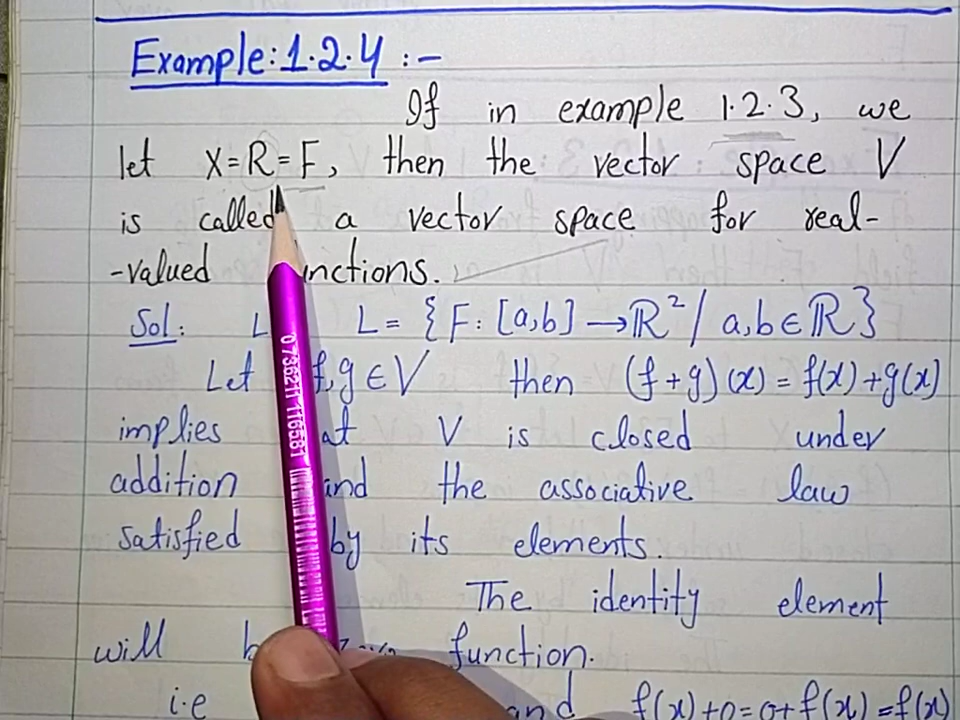 Example: 1.2.4 :-
If in example 1.2.3, we
let X=R=F, then the vector space V
is called a vector space for real-
-valued nctions.
Sol: L L = {F: [a,b] → ℝ² / a,b ∈ ℝ}
Let f,g ∈ V then (f+g)(x) = f(x)+g(x)
implies at V is closed under
addition and the associative law
satisfied by its elements.
The identity element
will function.
i.e and f(x)+0=0+f(x)=f(x)
0736211116581